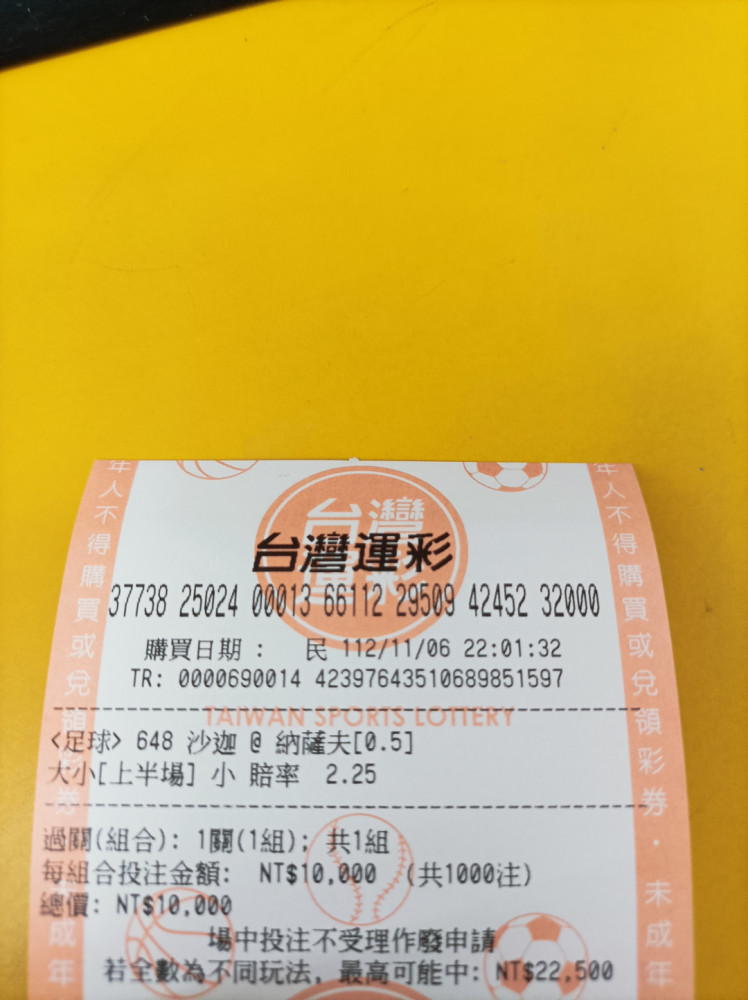 台灣運彩
37738 25024 00013 66112 29509 42452 32000
購買日期: 民 112/11/06 22:01:32
TR: 0000690014 42397643510689851597
TAIWAN SPORTS LOTTERY
<足球> 648 沙迦 @ 納薩夫[0.5]
大小[上半場] 小 賠率 2.25
過關(組合): 1關(1組); 共1組
每組合投注金額: NT$10,000 (共1000注)
總價: NT$10,000
場中投注不受理作廢申請
若全數為不同玩法, 最高可能中: NT$22,500
年人不得購買或兌領彩券
未成年
年人不得購買或兌領彩券・未成年